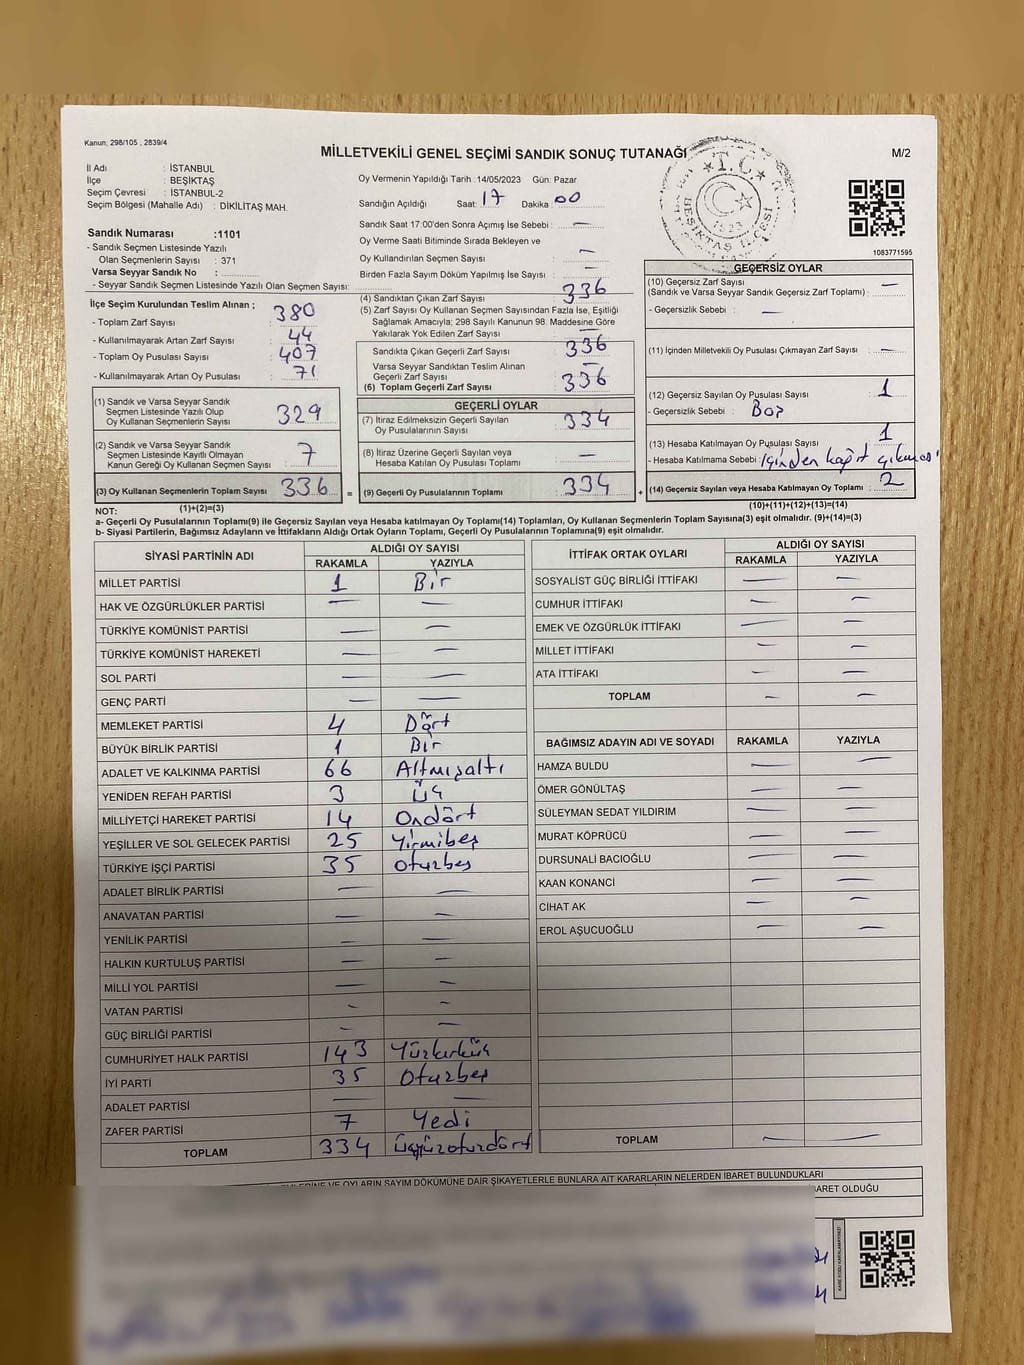 Kanun; 298/105 , 2839/4
MİLLETVEKİLİ GENEL SEÇİMİ SANDIK SONUÇ TUTANAĞI
M/2
İl Adı : İSTANBUL
İlçe : BEŞİKTAŞ
Seçim Çevresi : İSTANBUL-2
Seçim Bölgesi (Mahalle Adı) : DİKİLİTAŞ MAH.
Sandık Numarası :1101
- Sandık Seçmen Listesinde Yazılı
Olan Seçmenlerin Sayısı : 371
Varsa Seyyar Sandık No :
- Seyyar Sandık Seçmen Listesinde Yazılı Olan Seçmen Sayısı:
Oy Vermenin Yapıldığı Tarih : 14/05/2023 Gün: Pazar
Sandığın Açıldığı Saat: 17 Dakika 00
Sandık Saat 17:00'den Sonra Açımış İse Sebebi : —
Oy Verme Saati Bitiminde Sırada Bekleyen ve
Oy Kullandırılan Seçmen Sayısı : —
Birden Fazla Sayım Döküm Yapılmış İse Sayısı : —
T.C.
BEŞİKTAŞ İLÇESİ
1923
1083771595
İlçe Seçim Kurulundan Teslim Alınan ;
- Toplam Zarf Sayısı : 380
- Kullanılmayarak Artan Zarf Sayısı : 44
- Toplam Oy Pusulası Sayısı : 407
- Kullanılmayarak Artan Oy Pusulası : 71
(1) Sandık ve Varsa Seyyar Sandık
Seçmen Listesinde Yazılı Olup
Oy Kullanan Seçmenlerin Sayısı : 329
(2) Sandık ve Varsa Seyyar Sandık
Seçmen Listesinde Kayıtlı Olmayan
Kanun Gereği Oy Kullanan Seçmen Sayısı : 7
(3) Oy Kullanan Seçmenlerin Toplam Sayısı : 336 =
(1)+(2)=(3)
(4) Sandıktan Çıkan Zarf Sayısı : 336
(5) Zarf Sayısı Oy Kullanan Seçmen Sayısından Fazla İse, Eşitliği
Sağlamak Amacıyla; 298 Sayılı Kanunun 98. Maddesine Göre
Yakılarak Yok Edilen Zarf Sayısı : —
Sandıkta Çıkan Geçerli Zarf Sayısı : 336
Varsa Seyyar Sandıktan Teslim Alınan
Geçerli Zarf Sayısı : —
(6) Toplam Geçerli Zarf Sayısı : 336
GEÇERLİ OYLAR
(7) İtiraz Edilmeksizin Geçerli Sayılan
Oy Pusulalarının Sayısı : 334
(8) İtiraz Üzerine Geçerli Sayılan veya
Hesaba Katılan Oy Pusulası Toplamı : —
(9) Geçerli Oy Pusulalarının Toplamı : 334 +
GEÇERSİZ OYLAR
(10) Geçersiz Zarf Sayısı
(Sandık ve Varsa Seyyar Sandık Geçersiz Zarf Toplamı) : —
- Geçersizlik Sebebi : —
(11) İçinden Milletvekili Oy Pusulası Çıkmayan Zarf Sayısı : —
(12) Geçersiz Sayılan Oy Pusulası Sayısı : 1
- Geçersizlik Sebebi : Boş
(13) Hesaba Katılmayan Oy Pusulası Sayısı : 1
- Hesaba Katılmama Sebebi : içinden kağıt çıkması
(14) Geçersiz Sayılan veya Hesaba Katılmayan Oy Toplamı : 2
(10)+(11)+(12)+(13)=(14)
NOT:
a- Geçerli Oy Pusulalarının Toplamı(9) ile Geçersiz Sayılan veya Hesaba katılmayan Oy Toplamı(14) Toplamları, Oy Kullanan Seçmenlerin Toplam Sayısına(3) eşit olmalıdır. (9)+(14)=(3)
b- Siyasi Partilerin, Bağımsız Adayların ve İttifakların Aldığı Ortak Oyların Toplamı, Geçerli Oy Pusulalarının Toplamına(9) eşit olmalıdır.
SİYASİ PARTİNİN ADI ALDIĞI OY SAYISI
RAKAMLA YAZIYLA
MİLLET PARTİSİ 1 Bir
HAK VE ÖZGÜRLÜKLER PARTİSİ — —
TÜRKİYE KOMÜNİST PARTİSİ — —
TÜRKİYE KOMÜNİST HAREKETİ — —
SOL PARTİ — —
GENÇ PARTİ — —
MEMLEKET PARTİSİ 4 Dört
BÜYÜK BİRLİK PARTİSİ 1 Bir
ADALET VE KALKINMA PARTİSİ 66 Altmışaltı
YENİDEN REFAH PARTİSİ 3 Üç
MİLLİYETÇİ HAREKET PARTİSİ 14 Ondört
YEŞİLLER VE SOL GELECEK PARTİSİ 25 Yirmibeş
TÜRKİYE İŞÇİ PARTİSİ 35 Oturbeş
ADALET BİRLİK PARTİSİ — —
ANAVATAN PARTİSİ — —
YENİLİK PARTİSİ — —
HALKIN KURTULUŞ PARTİSİ — —
MİLLİ YOL PARTİSİ — —
VATAN PARTİSİ — —
GÜÇ BİRLİĞİ PARTİSİ — —
CUMHURİYET HALK PARTİSİ 143 Yüzkırküç
İYİ PARTİ 35 Oturbeş
ADALET PARTİSİ — —
ZAFER PARTİSİ 7 Yedi
TOPLAM 334 üçyüzoturdört
İTTİFAK ORTAK OYLARI ALDIĞI OY SAYISI
RAKAMLA YAZIYLA
SOSYALİST GÜÇ BİRLİĞİ İTTİFAKI — —
CUMHUR İTTİFAKI — —
EMEK VE ÖZGÜRLÜK İTTİFAKI — —
MİLLET İTTİFAKI — —
ATA İTTİFAKI — —
TOPLAM — —
BAĞIMSIZ ADAYIN ADI VE SOYADI RAKAMLA YAZIYLA
HAMZA BULDU — —
ÖMER GÖNÜLTAŞ — —
SÜLEYMAN SEDAT YILDIRIM — —
MURAT KÖPRÜCÜ — —
DURSUNALİ BACIOĞLU — —
KAAN KONANCİ — —
CİHAT AK — —
EROL AŞUCUOĞLU — —
TOPLAM — —
VE OYLARIN SAYIM DÖKÜMÜNE DAİR ŞİKAYETLERLE BUNLARA AİT KARARLARIN NELERDEN İBARET BULUNDUKLARI
BARET OLDUĞU